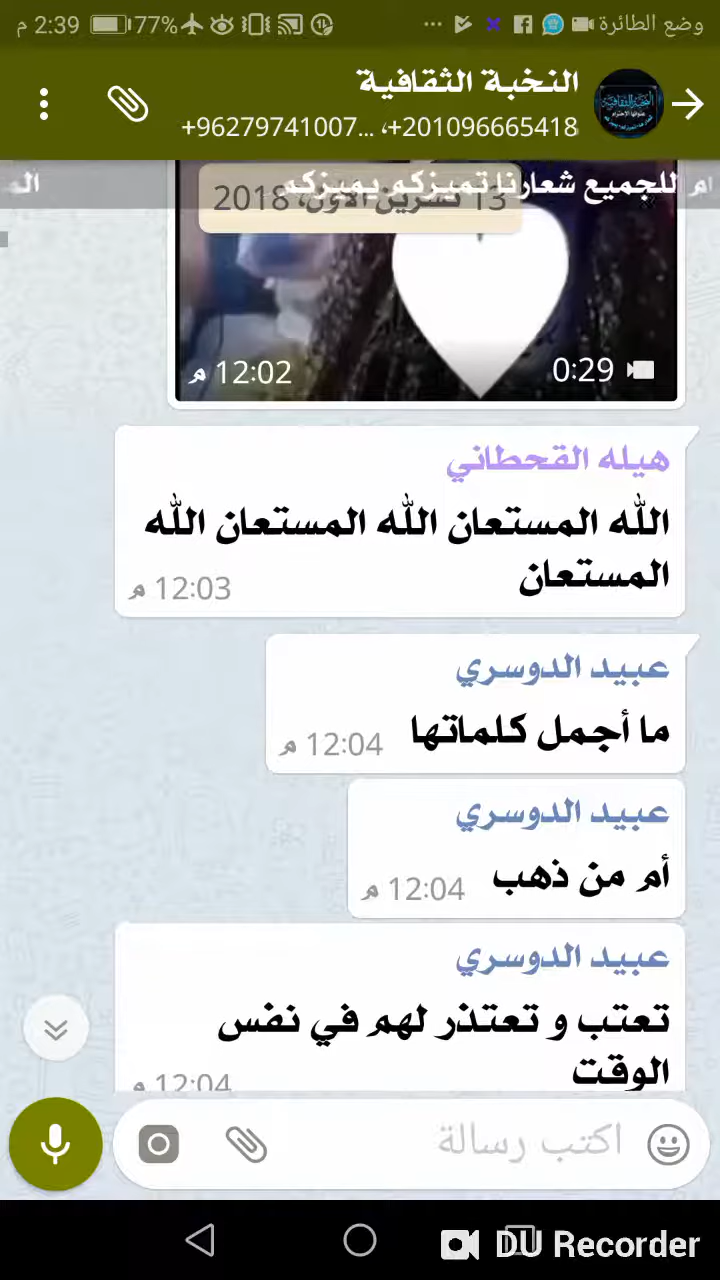 وضع الطائرة ... 77% 2:39 م
النخبة الثقافية
+96279741007... ،+201096665418
ام للجميع شعارنا تميزكم يميزكم الم
13 تشرين الأول، 2018
0:29 12:02 م
هيله القحطاني
الله المستعان الله المستعان الله
المستعان
12:03 م
عبيد الدوسري
ما أجمل كلماتها
12:04 م
عبيد الدوسري
أم من ذهب
12:04 م
عبيد الدوسري
تعتب و تعتذر لهم في نفس
الوقت
12:04 م
اكتب رسالة
DU Recorder